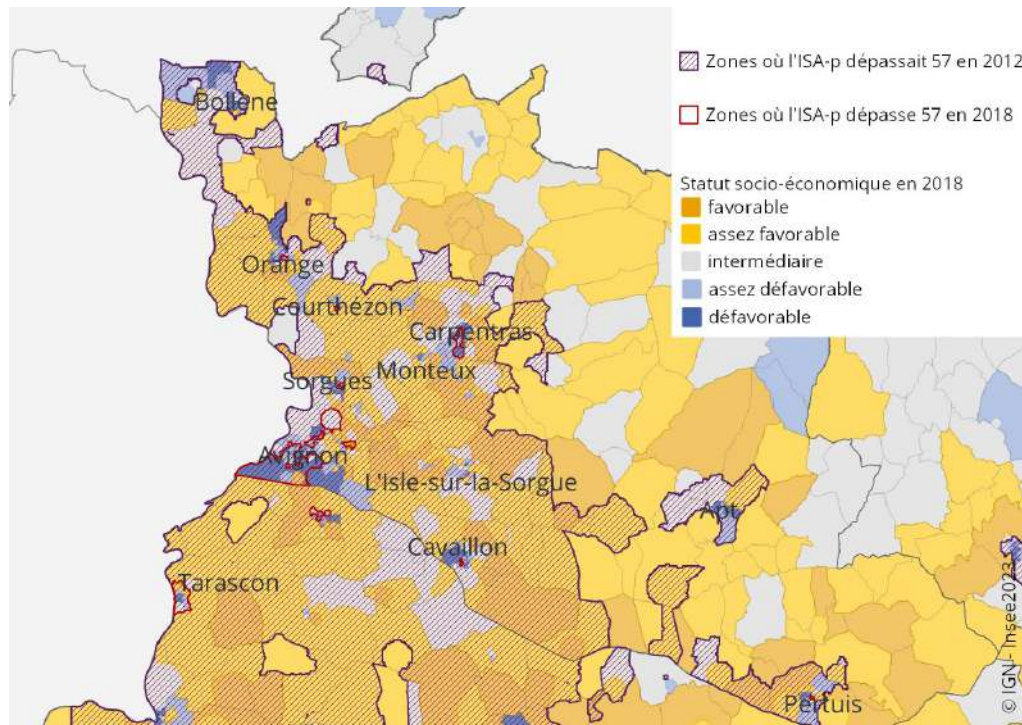 Zones où l'ISA-p dépassait 57 en 2012
Zones où l'ISA-p dépasse 57 en 2018
Statut socio-économique en 2018
favorable
assez favorable
intermédiaire
assez défavorable
défavorable
Bollène
Orange
Courthézon
Carpentras
Monteux
Sorgues
Avignon
L'Isle-sur-la-Sorgue
Apt
Cavaillon
Tarascon
Pertuis
© IGN - Insee2023